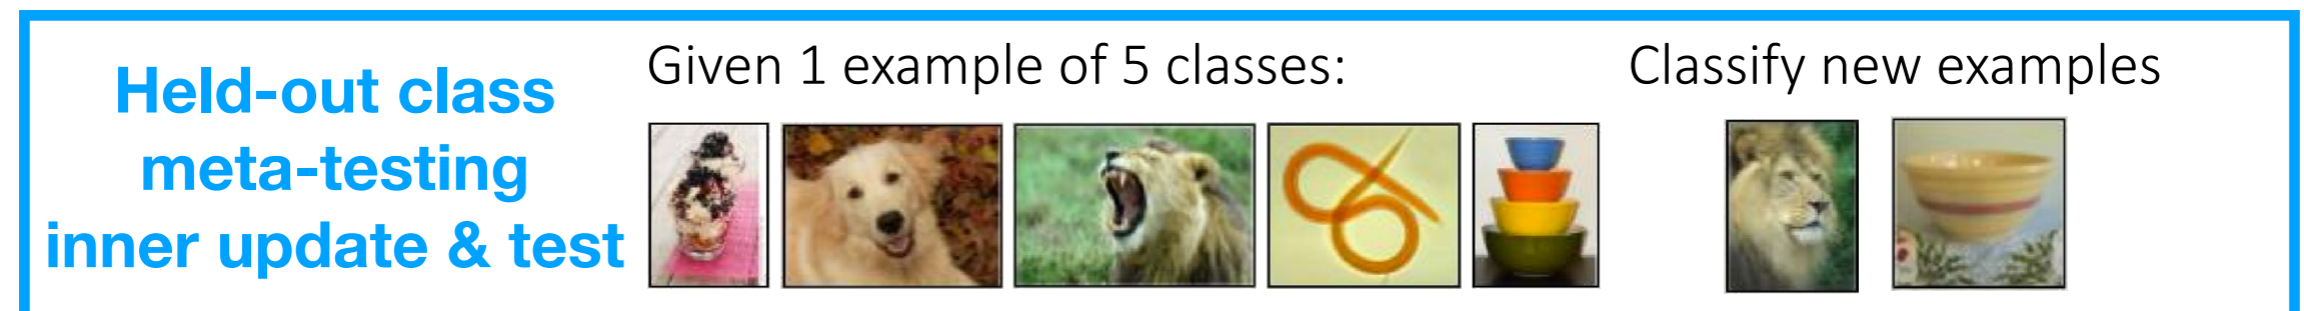 Held-out class
meta-testing
inner update & test
Given 1 example of 5 classes:
Classify new examples